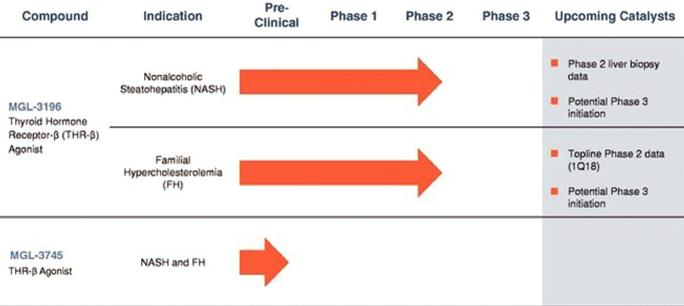 Compound Indication Pre-Clinical Phase 1 Phase 2 Phase 3 Upcoming Catalysts
MGL-3196
Thyroid Hormone
Receptor-β (THR-β)
Agonist
Nonalcoholic
Steatohepatitis (NASH)
Phase 2 liver biopsy
data
Potential Phase 3
initiation
Familial
Hypercholesterolemia
(FH)
Topline Phase 2 data
(1Q18)
Potential Phase 3
initiation
MGL-3745
THR-β Agonist
NASH and FH